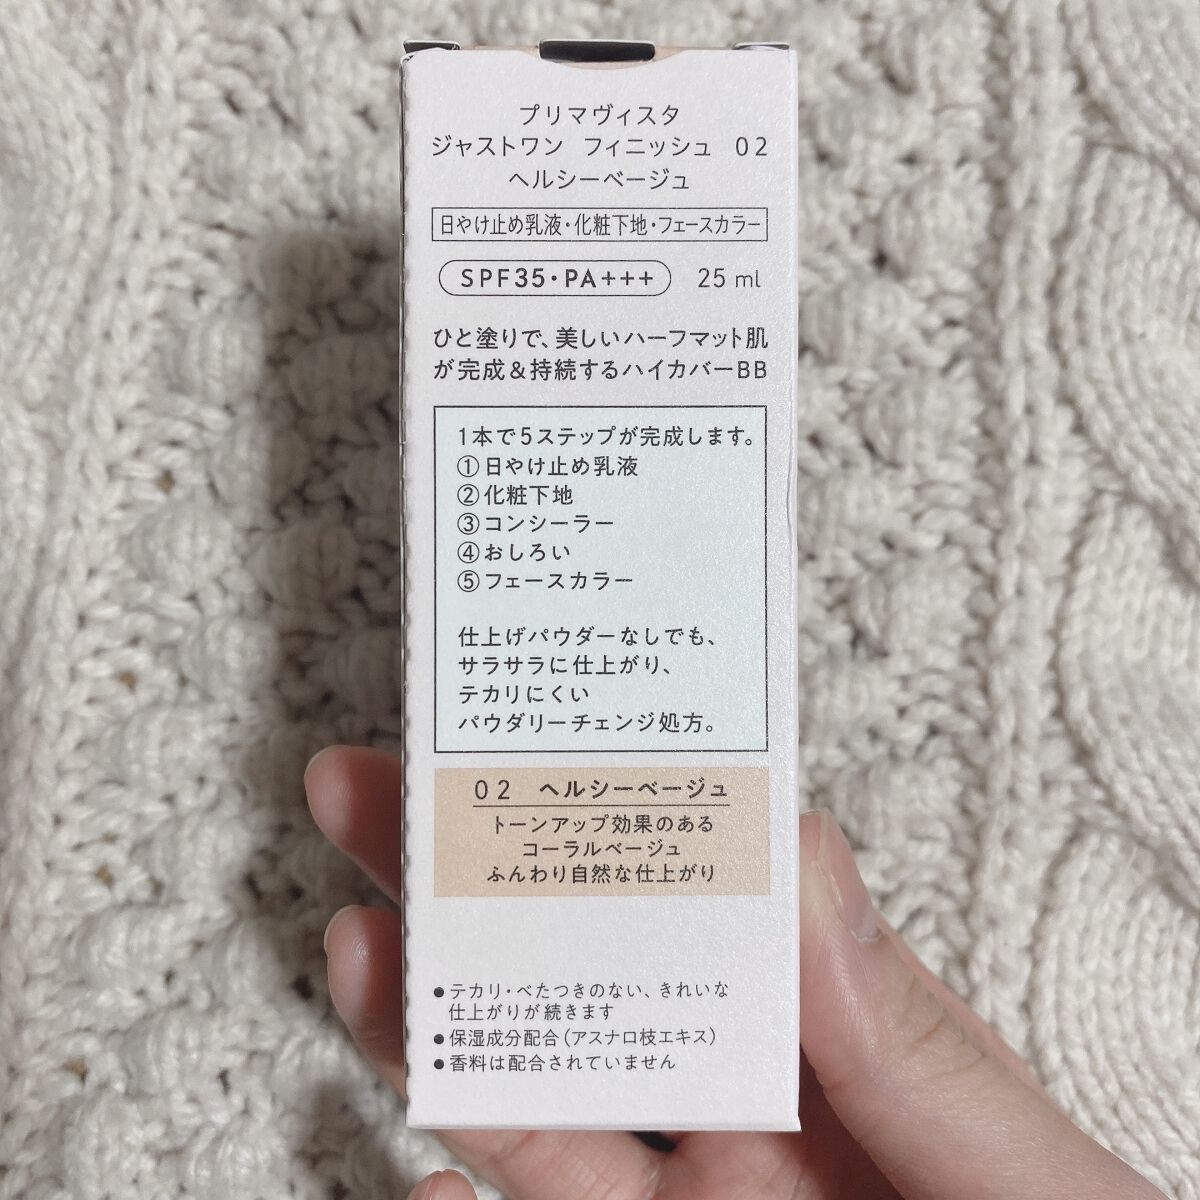 プリマヴィスタ
ジャストワン フィニッシュ 02
ヘルシーベージュ
日やけ止め乳液・化粧下地・フェースカラー
SPF35・PA+++ 25 ml
ひと塗りで、美しいハーフマット肌
が完成&持続するハイカバーBB
1本で5ステップが完成します。
①日やけ止め乳液
②化粧下地
③コンシーラー
④おしろい
⑤フェースカラー
仕上げパウダーなしでも、
サラサラに仕上がり、
テカリにくい
パウダリーチェンジ処方。
02 ヘルシーベージュ
トーンアップ効果のある
コーラルベージュ
ふんわり自然な仕上がり
●テカリ・べたつきのない、きれいな
仕上がりが続きます
●保湿成分配合(アスナロ枝エキス)
●香料は配合されていません